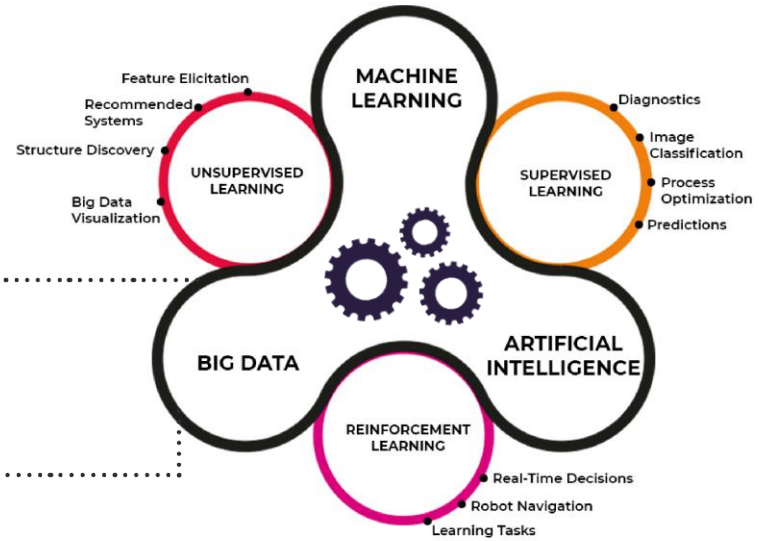 MACHINE
LEARNING
Feature Elicitation
Recommended
Systems
Structure Discovery
Big Data
Visualization
UNSUPERVISED
LEARNING
SUPERVISED
LEARNING
Diagnostics
Image
Classification
Process
Optimization
Predictions
BIG DATA
ARTIFICIAL
INTELLIGENCE
REINFORCEMENT
LEARNING
Real-Time Decisions
Robot Navigation
Learning Tasks